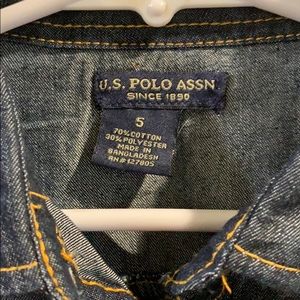 U.S. POLO ASSN
SINCE 1890
5
70% COTTON
30% POLYESTER
MADE IN
BANGLADESH
RN# 127805